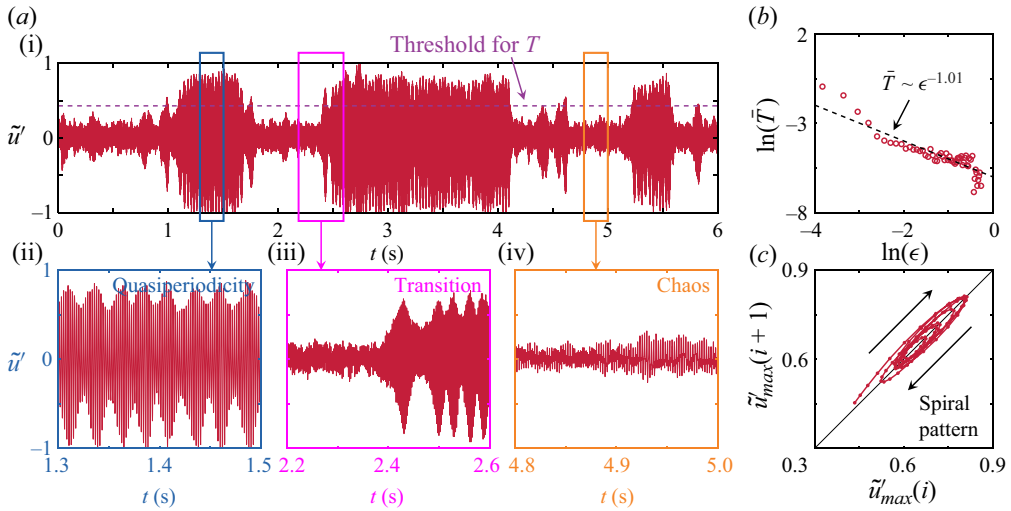 (a)
(i)
Threshold for T
1
0
−1
ũ′
0
1
2
3
4
5
6
t (s)
(ii)
Quasiperiodicity
1
0
−1
ũ′
1.3
1.4
1.5
t (s)
(iii)
Transition
2.2
2.4
2.6
t (s)
(iv)
Chaos
4.8
4.9
5.0
t (s)
(b)
2
−3
−8
ln(T̄)
T̄ ~ ϵ−1.01
−4
−2
0
ln(ϵ)
(c)
0.9
0.6
0.3
ũ′max(i + 1)
Spiral
pattern
0.6
0.9
ũ′max(i)